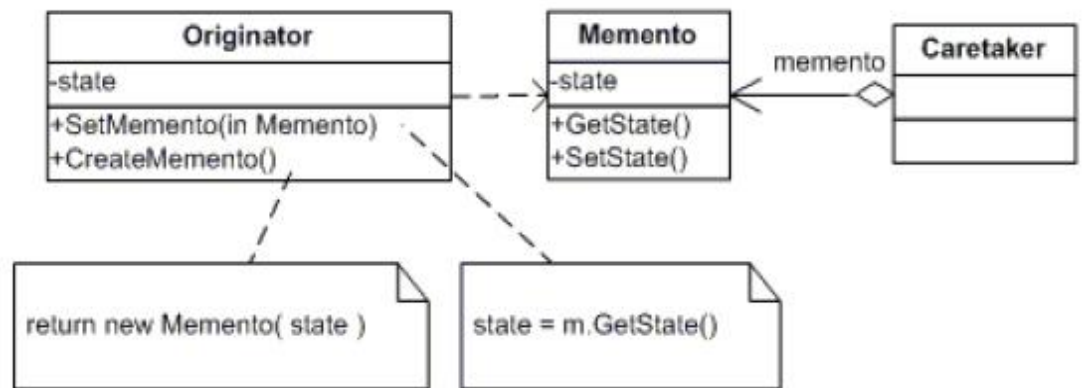 Originator
-state
+SetMemento(in Memento)
+CreateMemento()
Memento
-state
+GetState()
+SetState()
memento
Caretaker
return new Memento( state )
state = m.GetState()